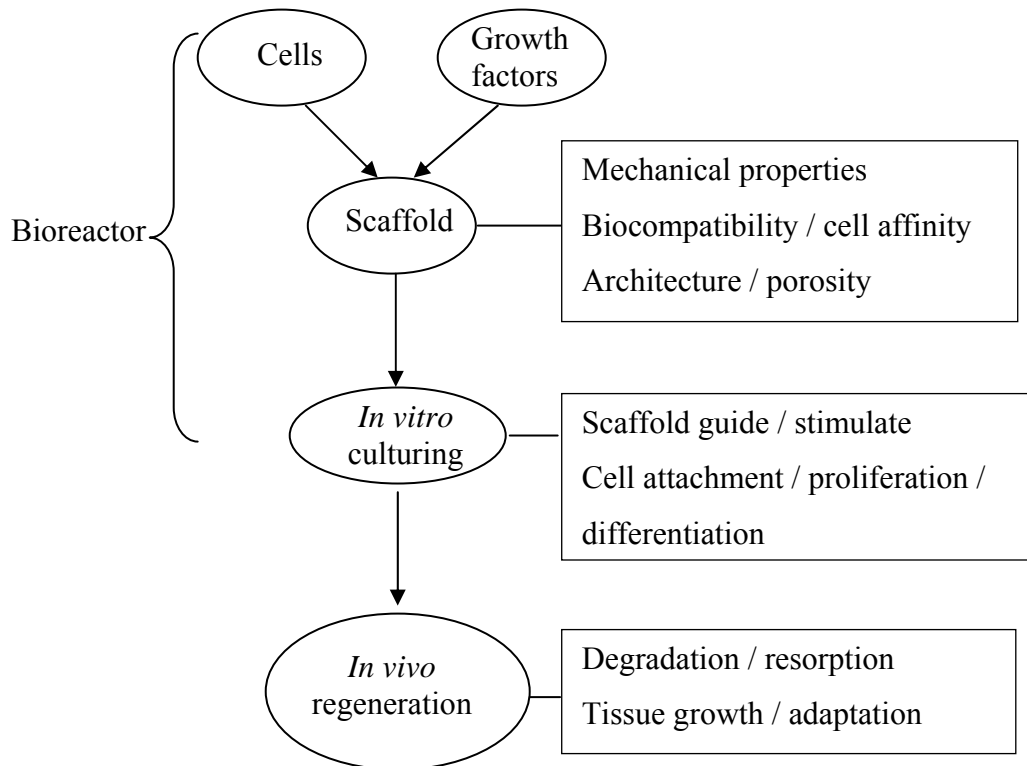 Cells
Growth
factors
Bioreactor
Scaffold
Mechanical properties
Biocompatibility / cell affinity
Architecture / porosity
In vitro
culturing
Scaffold guide / stimulate
Cell attachment / proliferation /
differentiation
In vivo
regeneration
Degradation / resorption
Tissue growth / adaptation